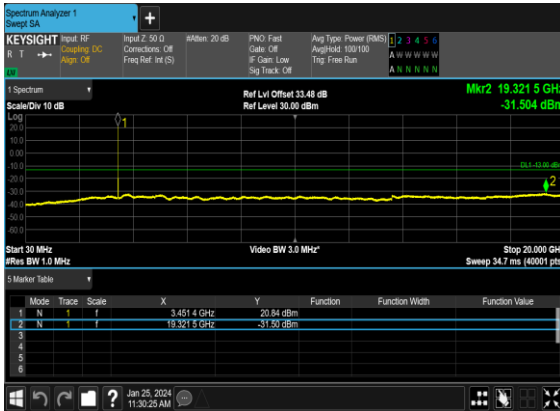 Spectrum Analyzer 1
Swept SA
+
KEYSIGHT Input: RF Input Z: 50 Ω #Atten: 20 dB PNO: Fast Avg Type: Power (RMS) 1 2 3 4 5 6
R T Coupling: DC Corrections: Off Gate: Off Avg|Hold: 100/100 A W W W W W
Align: Off Freq Ref: Int (S) IF Gain: Low Trig: Free Run
Sig Track: Off A N N N N N
1 Spectrum Ref Lvl Offset 33.48 dB Mkr2 19.321 5 GHz
Scale/Div 10 dB Ref Level 30.00 dBm -31.504 dBm
Log
20.0
10.0
0.00
-10.0
-20.0
-30.0
-40.0
-50.0
-60.0
1
DL1 -13.00 dBm
2
Start 30 MHz Video BW 3.0 MHz* Stop 20.000 GHz
#Res BW 1.0 MHz Sweep 34.7 ms (40001 pts)
5 Marker Table
Mode Trace Scale X Y Function Function Width Function Value
1 N 1 f 3.451 4 GHz 20.84 dBm
2 N 1 f 19.321 5 GHz -31.50 dBm
3
4
5
6
? Jan 25, 2024
11:30:25 AM